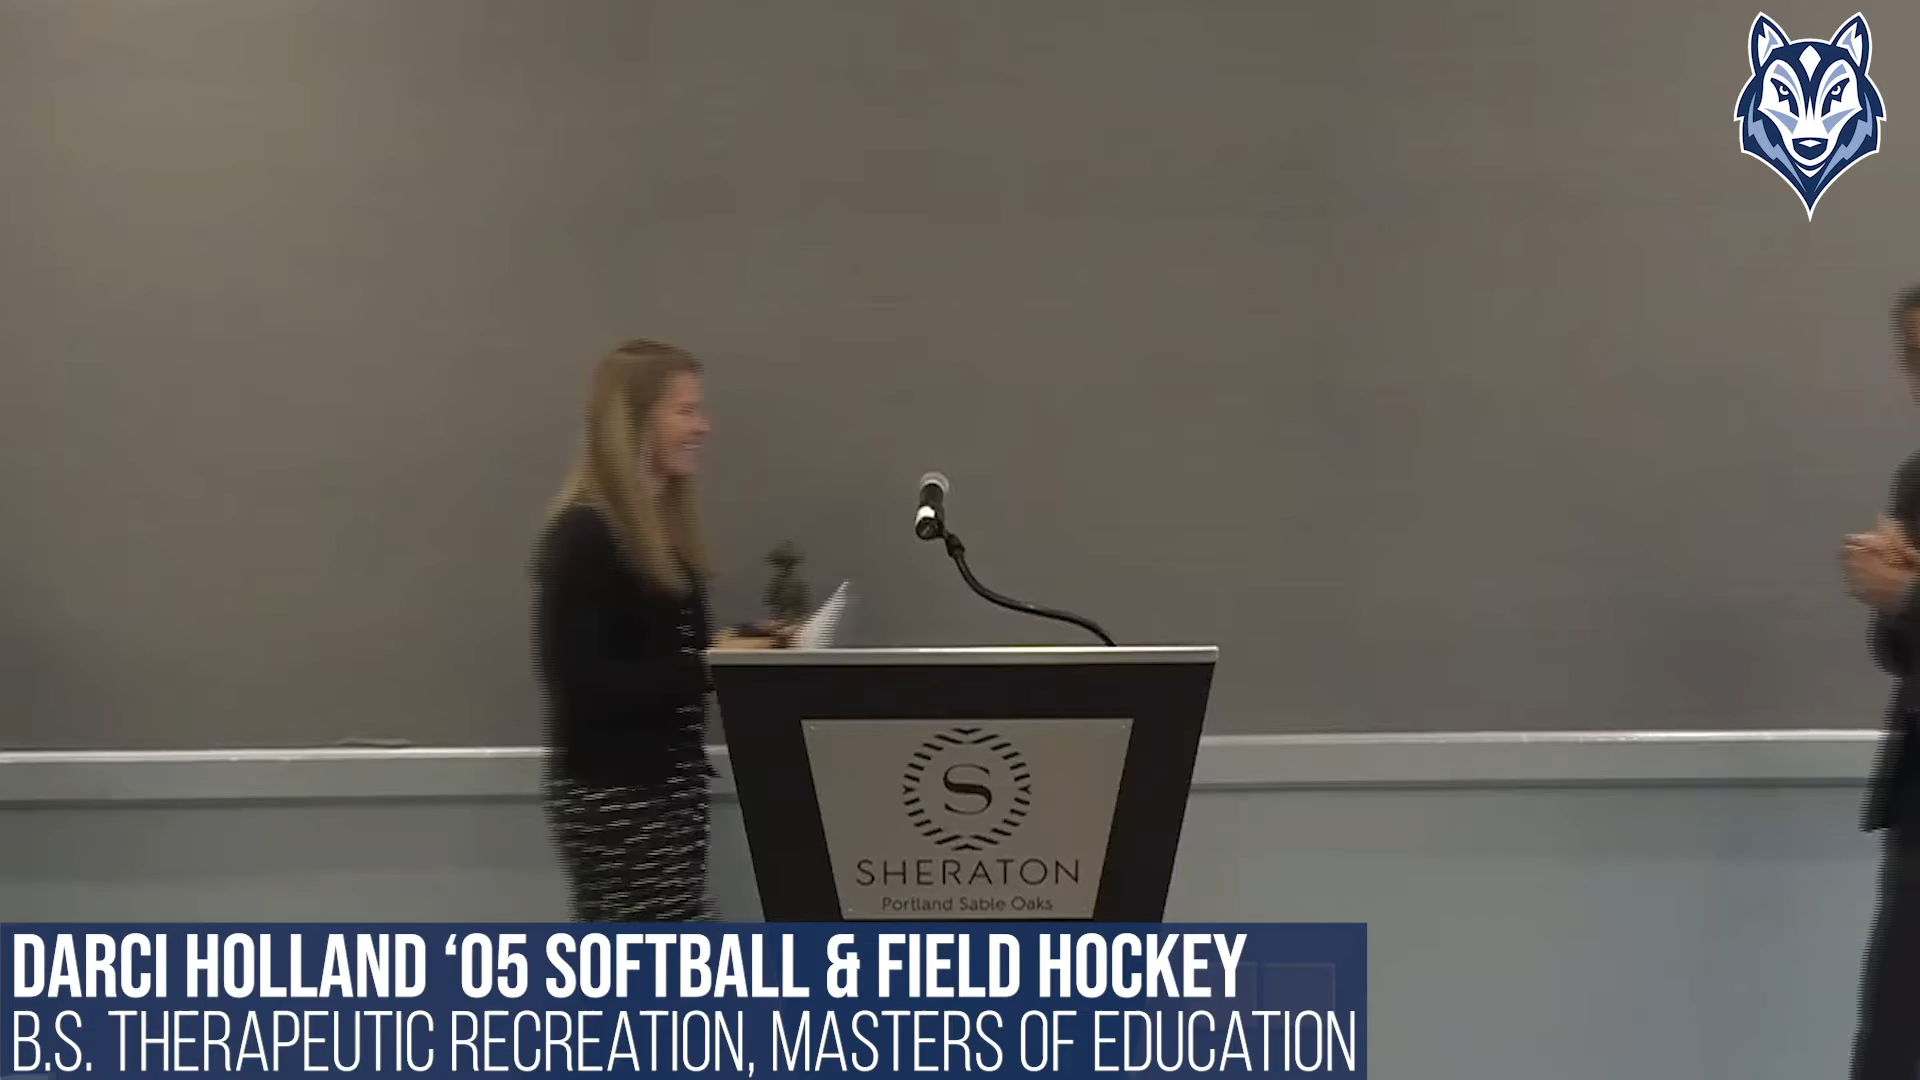 S
SHERATON
Portland Sable Oaks
DARCI HOLLAND ‘05 SOFTBALL & FIELD HOCKEY
B.S. THERAPEUTIC RECREATION, MASTERS OF EDUCATION